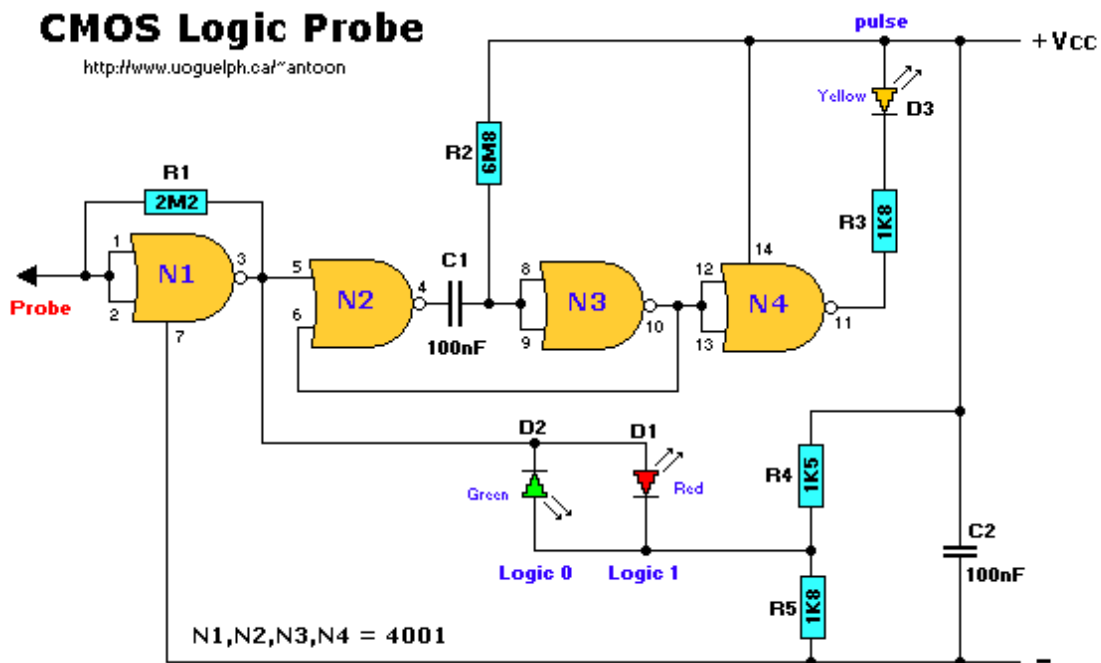 CMOS Logic Probe
http://www.uoguelph.ca/~antoon
pulse
+Vcc
Yellow
D3
R2
6M8
R1
2M2
R3
1K8
1
2
3
N1
7
Probe
5
6
4
N2
C1
100nF
8
9
10
N3
14
12
13
11
N4
D2
D1
Green
Red
R4
1K5
Logic 0
Logic 1
C2
100nF
R5
1K8
N1,N2,N3,N4 = 4001
-